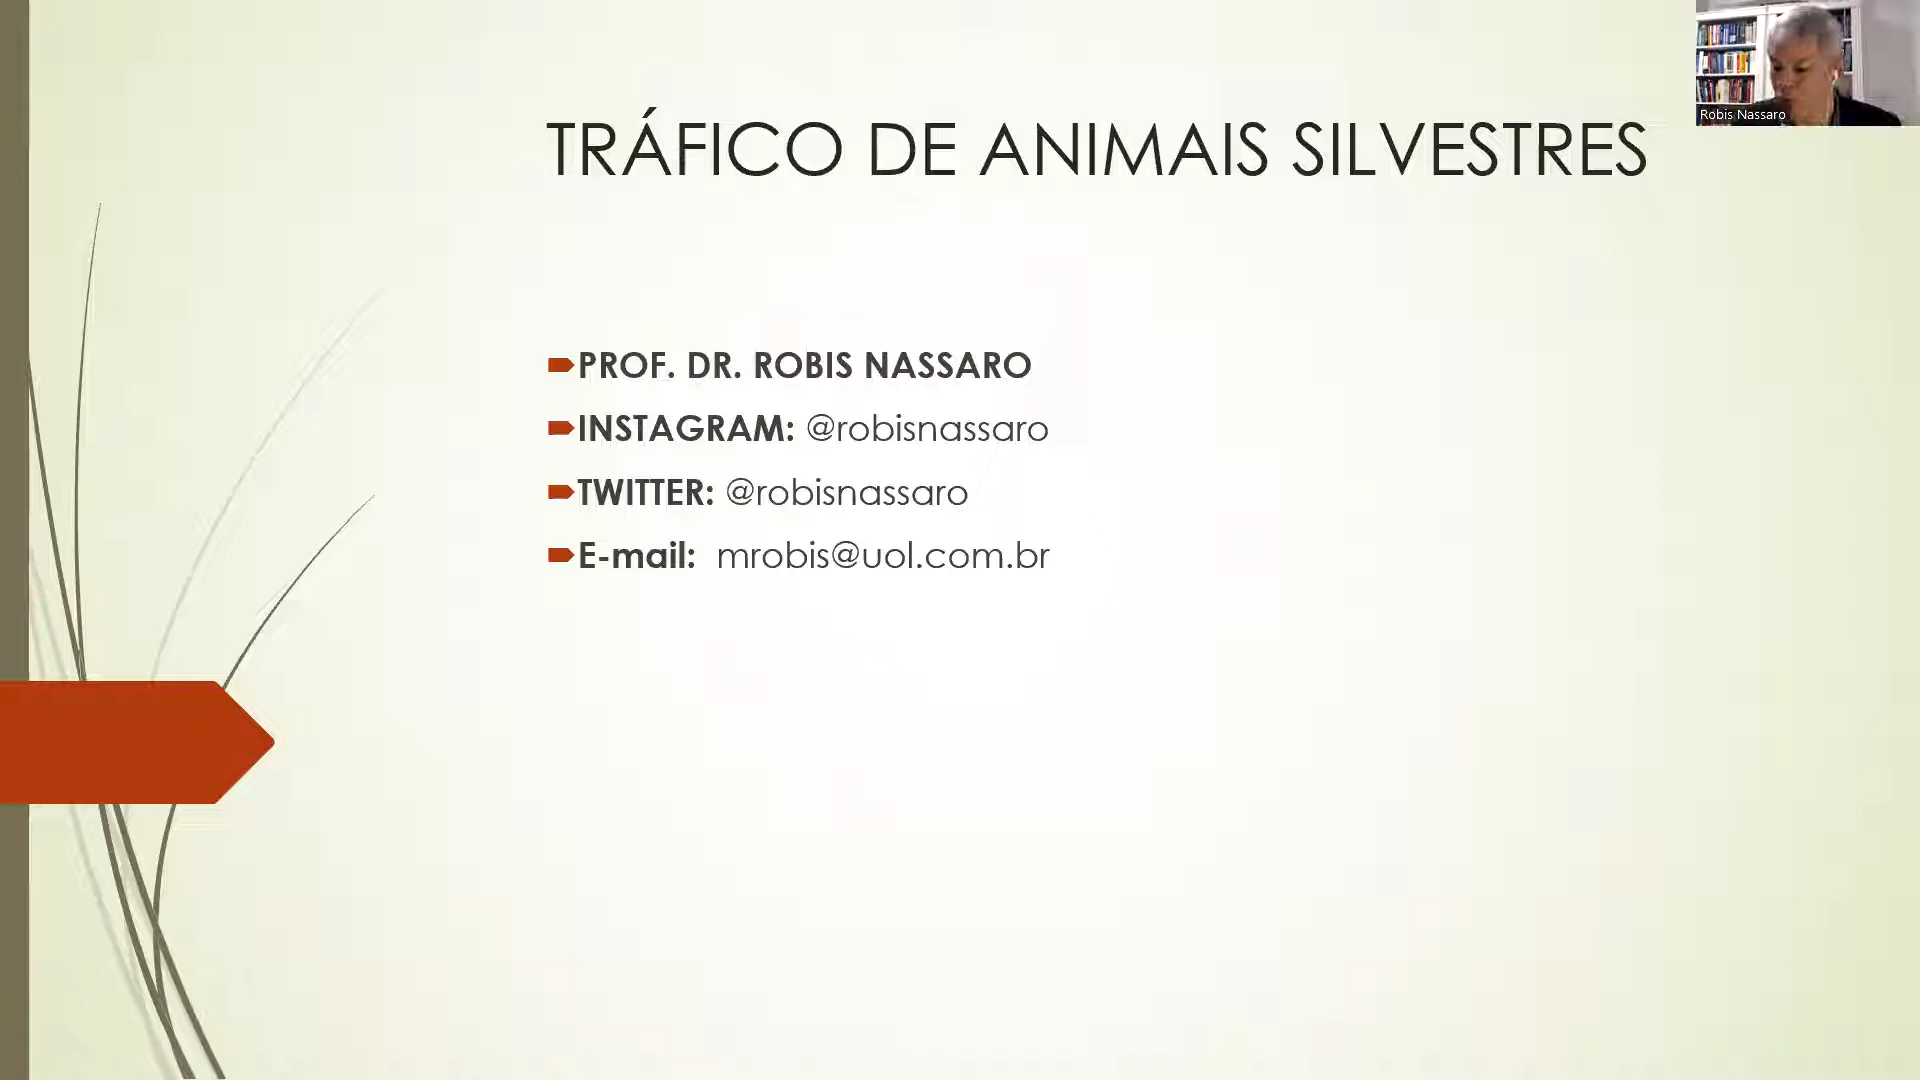 TRÁFICO DE ANIMAIS SILVESTRES
Robis Nassaro
PROF. DR. ROBIS NASSARO
INSTAGRAM: @robisnassaro
TWITTER: @robisnassaro
E-mail: mrobis@uol.com.br